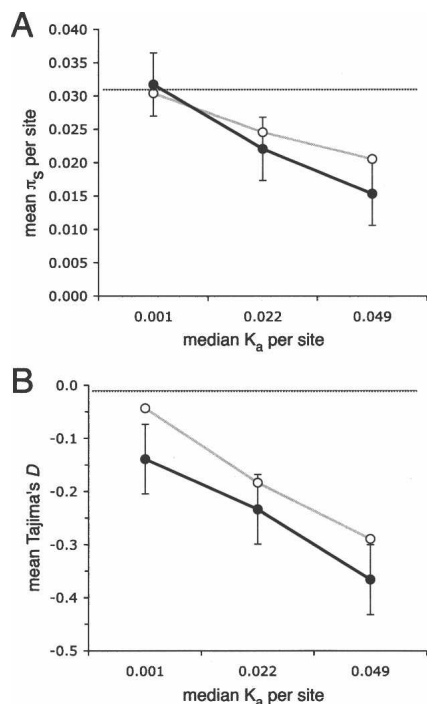 A
mean πS per site
0.040
0.035
0.030
0.025
0.020
0.015
0.010
0.005
0.000
0.001 0.022 0.049
median Ka per site
B
mean Tajima's D
0.0
-0.1
-0.2
-0.3
-0.4
-0.5
0.001 0.022 0.049
median Ka per site